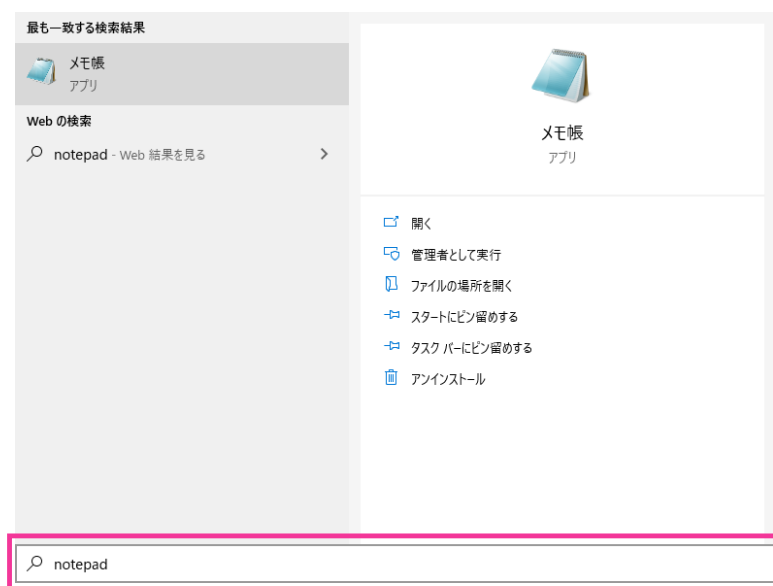 最も一致する検索結果
メモ帳
アプリ
Web の検索
notepad - Web 結果を見る
メモ帳
アプリ
開く
管理者として実行
ファイルの場所を開く
スタートにピン留めする
タスク バーにピン留めする
アンインストール
notepad